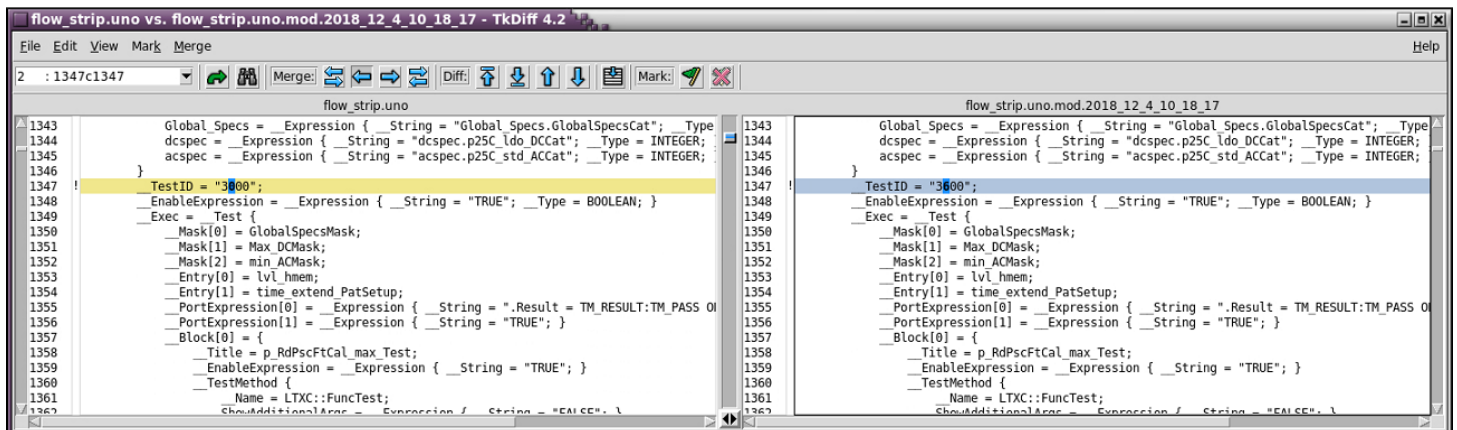 flow_strip.uno vs. flow_strip.uno.mod.2018_12_4_10_18_17 - TkDiff 4.2
File Edit View Mark Merge Help
2 : 1347c1347 Merge: Diff: Mark:
flow_strip.uno
1343 Global_Specs = __Expression { __String = "Global_Specs.GlobalSpecsCat"; __Type
1344 dcspec = __Expression { __String = "dcspec.p25C_ldo_DCCat"; __Type = INTEGER;
1345 acspec = __Expression { __String = "acspec.p25C_std_ACCat"; __Type = INTEGER;
1346 }
1347 ! __TestID = "3000";
1348 __EnableExpression = __Expression { __String = "TRUE"; __Type = BOOLEAN; }
1349 __Exec = __Test {
1350 __Mask[0] = GlobalSpecsMask;
1351 __Mask[1] = Max_DCMask;
1352 __Mask[2] = min_ACMask;
1353 __Entry[0] = lvl_hmem;
1354 __Entry[1] = time_extend_PatSetup;
1355 __PortExpression[0] = __Expression { __String = ".Result = TM_RESULT:TM_PASS O
1356 __PortExpression[1] = __Expression { __String = "TRUE"; }
1357 __Block[0] = {
1358 __Title = p_RdPscFtCal_max_Test;
1359 __EnableExpression = __Expression { __String = "TRUE"; }
1360 __TestMethod {
1361 __Name = LTXC::FuncTest;
1362 ShowAdditionalArgs = __Expression { __String = "FALSE"; }
flow_strip.uno.mod.2018_12_4_10_18_17
1343 Global_Specs = __Expression { __String = "Global_Specs.GlobalSpecsCat"; __Type
1344 dcspec = __Expression { __String = "dcspec.p25C_ldo_DCCat"; __Type = INTEGER;
1345 acspec = __Expression { __String = "acspec.p25C_std_ACCat"; __Type = INTEGER;
1346 }
1347 ! __TestID = "3600";
1348 __EnableExpression = __Expression { __String = "TRUE"; __Type = BOOLEAN; }
1349 __Exec = __Test {
1350 __Mask[0] = GlobalSpecsMask;
1351 __Mask[1] = Max_DCMask;
1352 __Mask[2] = min_ACMask;
1353 __Entry[0] = lvl_hmem;
1354 __Entry[1] = time_extend_PatSetup;
1355 __PortExpression[0] = __Expression { __String = ".Result = TM_RESULT:TM_PASS O
1356 __PortExpression[1] = __Expression { __String = "TRUE"; }
1357 __Block[0] = {
1358 __Title = p_RdPscFtCal_max_Test;
1359 __EnableExpression = __Expression { __String = "TRUE"; }
1360 __TestMethod {
1361 __Name = LTXC::FuncTest;
1362 ShowAdditionalArgs = __Expression { __String = "FALSE"; }